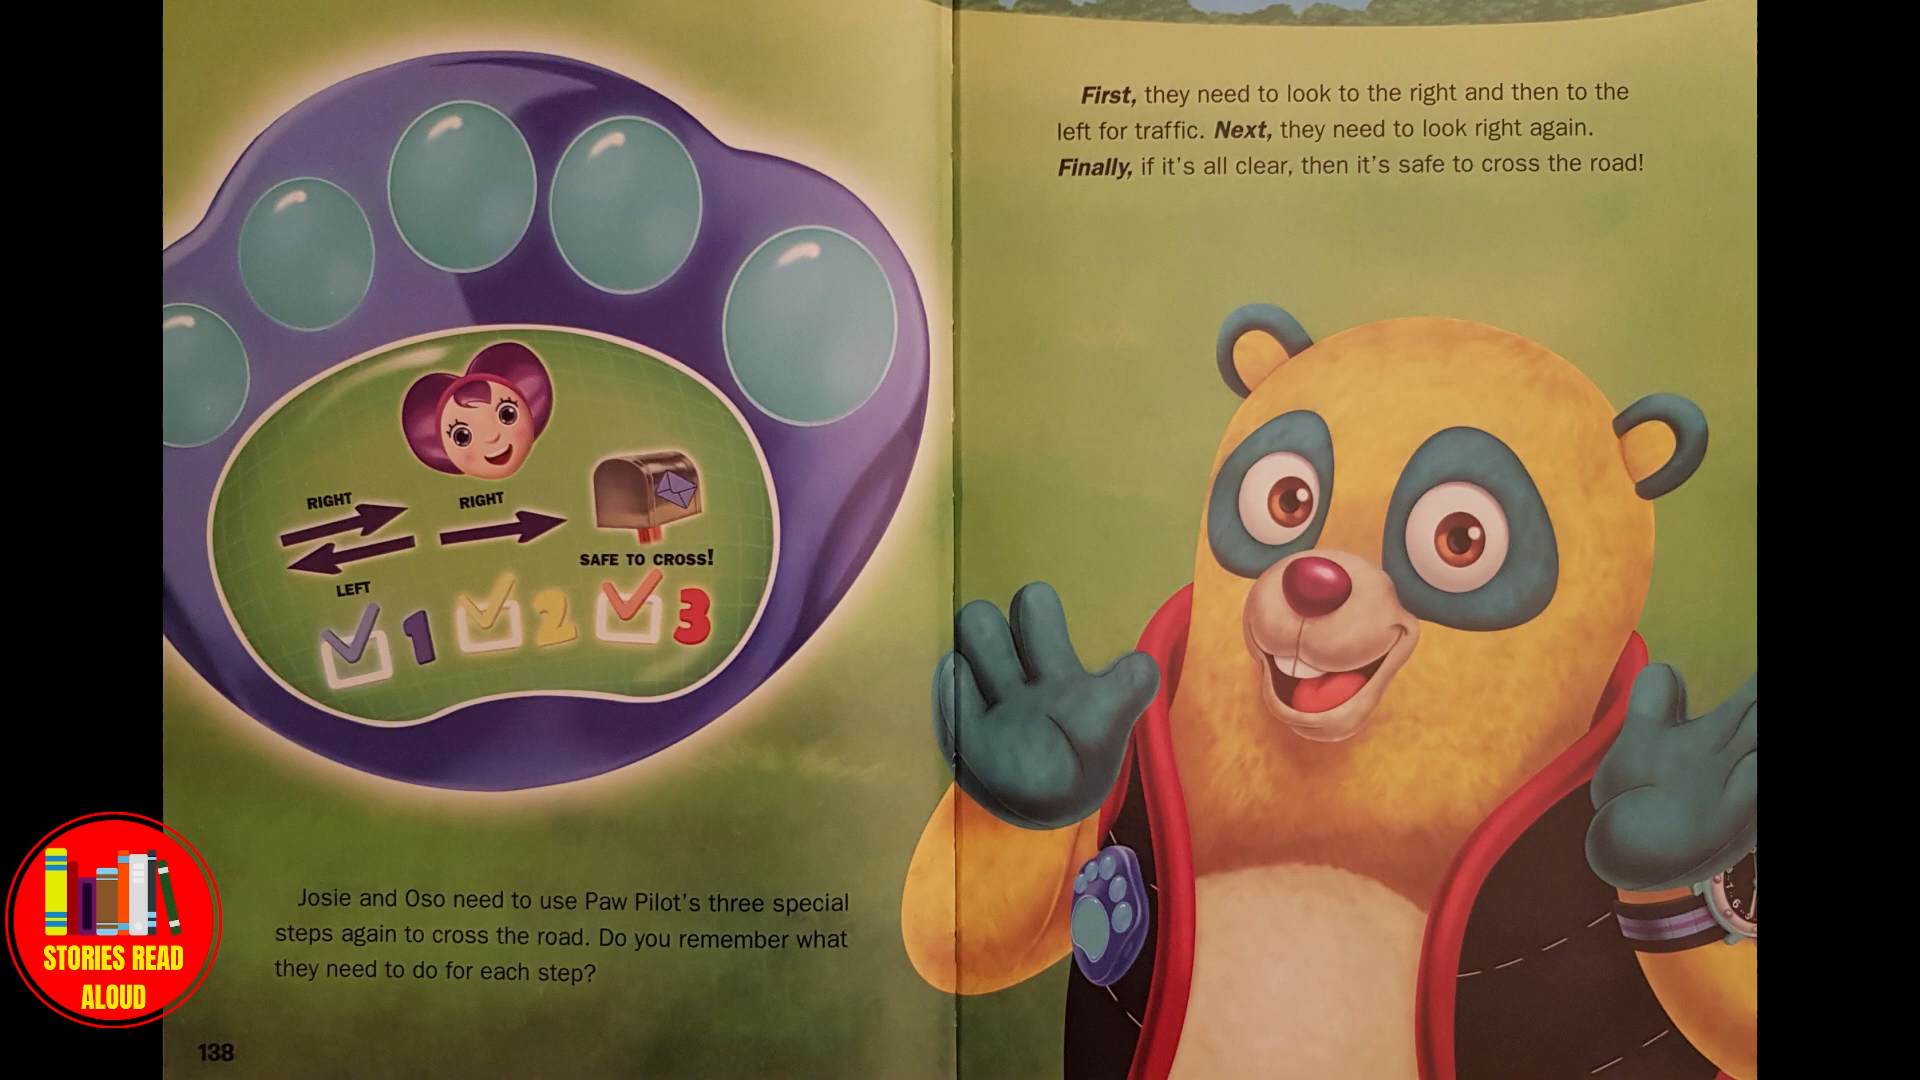 RIGHT
RIGHT
LEFT
SAFE TO CROSS!
1 2 3
Josie and Oso need to use Paw Pilot's three special
steps again to cross the road. Do you remember what
they need to do for each step?
138
First, they need to look to the right and then to the
left for traffic. Next, they need to look right again.
Finally, if it's all clear, then it's safe to cross the road!
STORIES READ
ALOUD